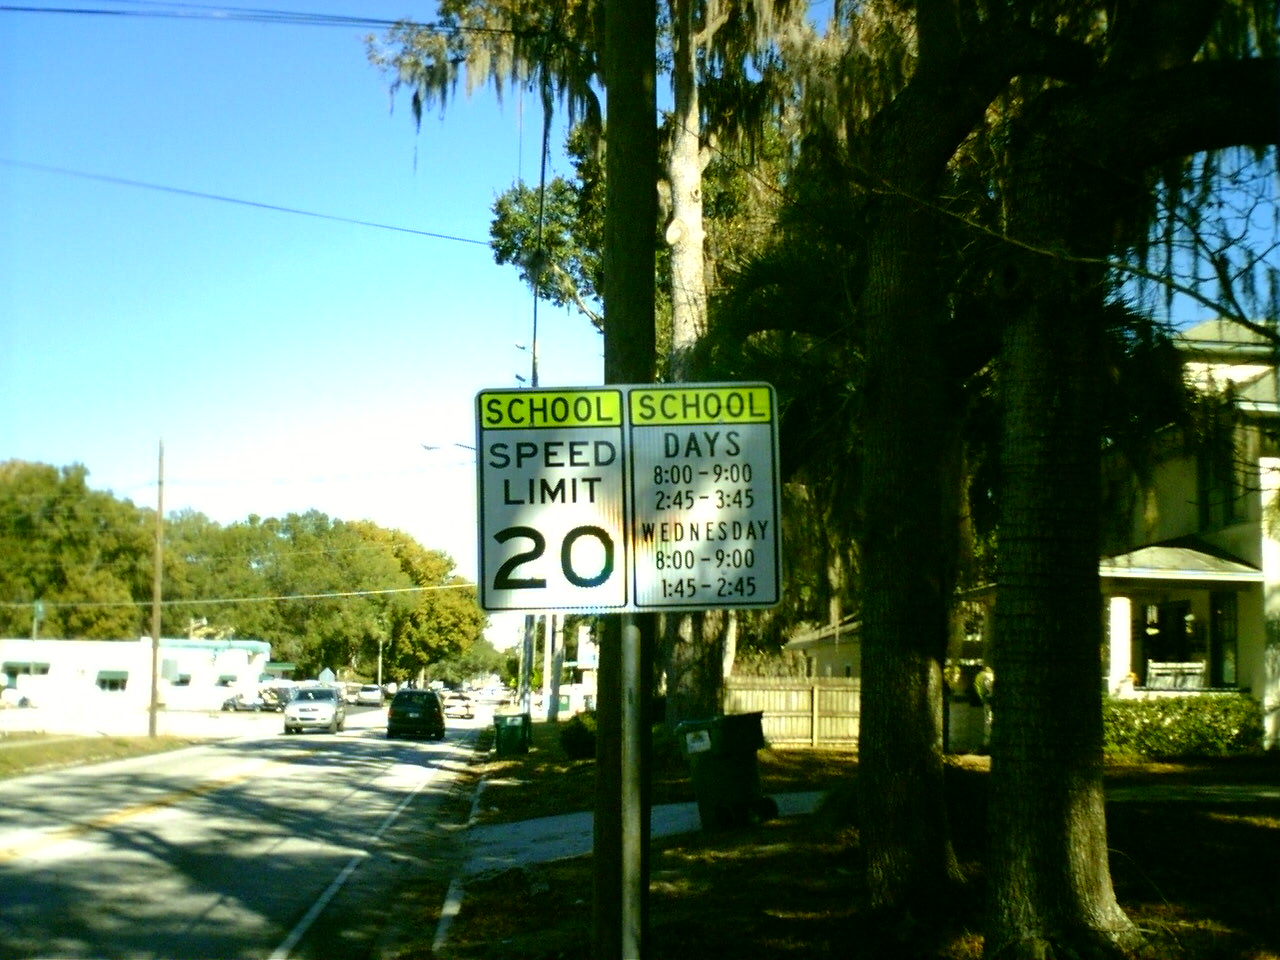 SCHOOL
SPEED
LIMIT
20
SCHOOL
DAYS
8:00 - 9:00
2:45 - 3:45
WEDNESDAY
8:00 - 9:00
1:45 - 2:45